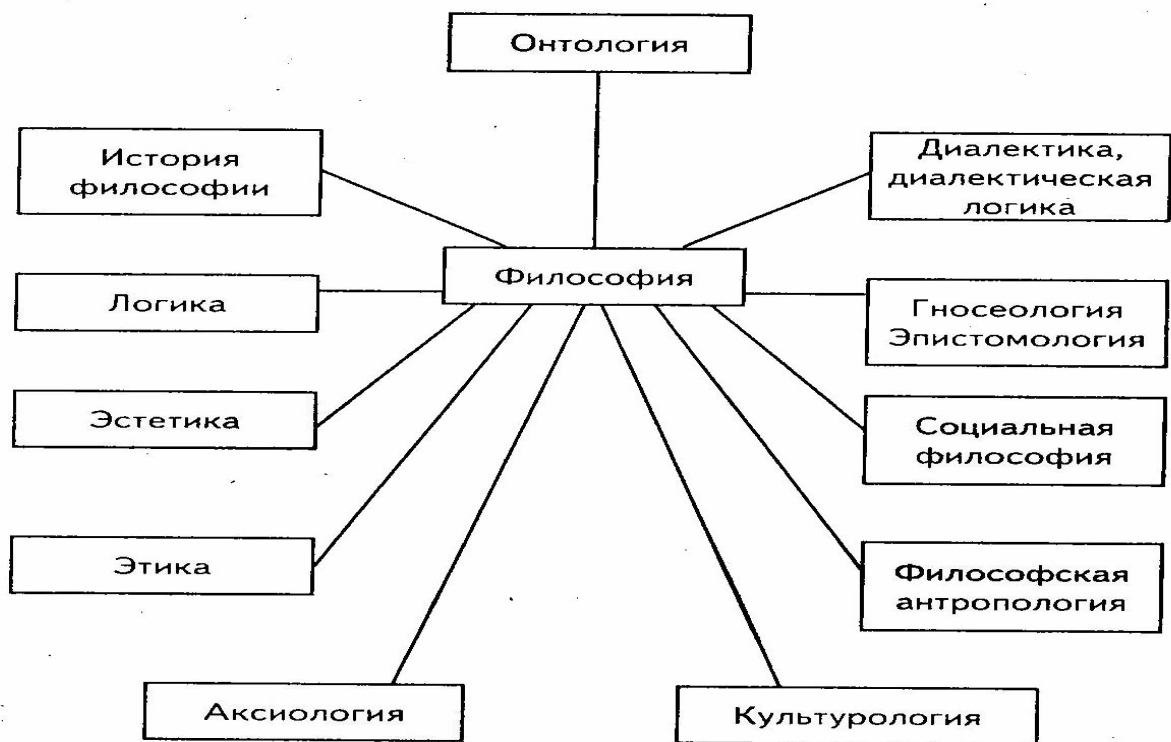 Онтология
История
философии
Диалектика,
диалектическая
логика
Философия
Логика
Гносеология
Эпистомология
Эстетика
Социальная
философия
Этика
Философская
антропология
Аксиология
Культурология